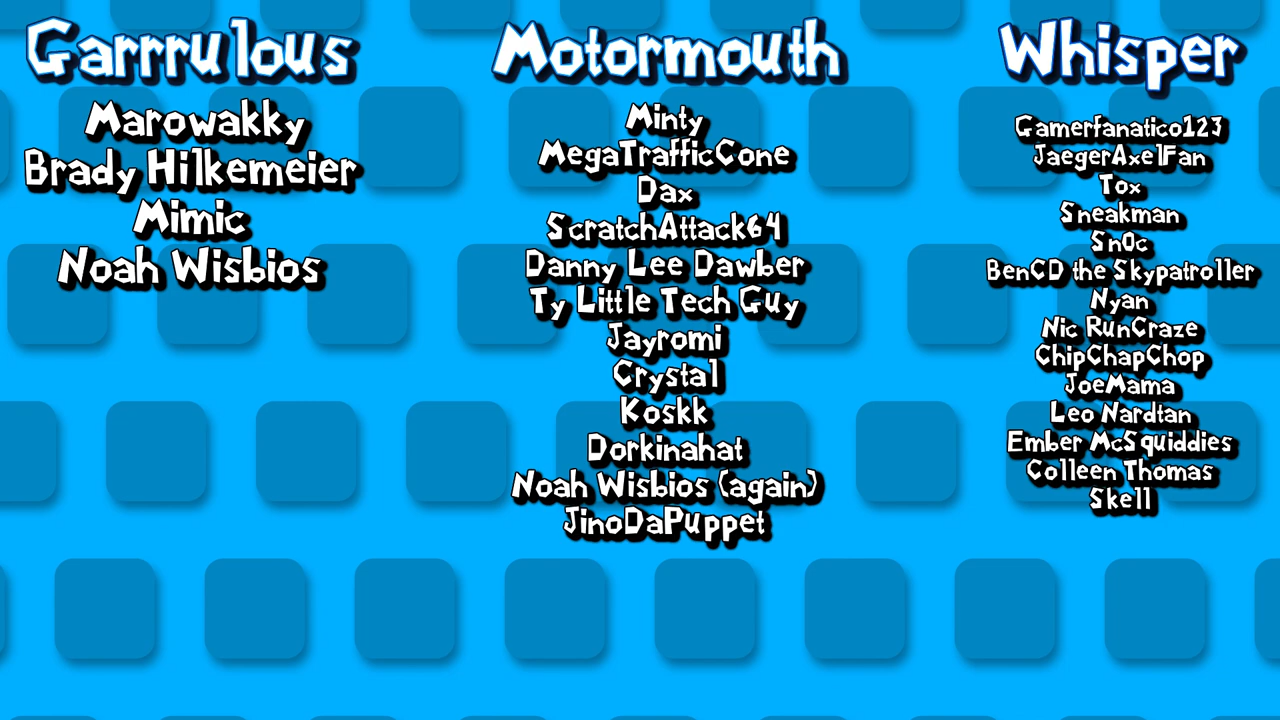 Garrrulous
Marowakky
Brady Hilkemeier
Mimic
Noah Wisbios
Motormouth
Minty
MegaTrafficCone
Dax
ScratchAttack64
Danny Lee Dawber
Ty Little Tech Guy
Jayromi
Crystal
Koskk
Dorkinahat
Noah Wisbios (again)
JinoDaPuppet
Whisper
Gamerfanatico123
JaegerAxelFan
Tox
Sneakman
Sn0c
BenCD the Skypatroller
Nyan
Nic RunCraze
ChipChapChop
JoeMama
Leo Nardtan
Ember McSquiddies
Colleen Thomas
Skell